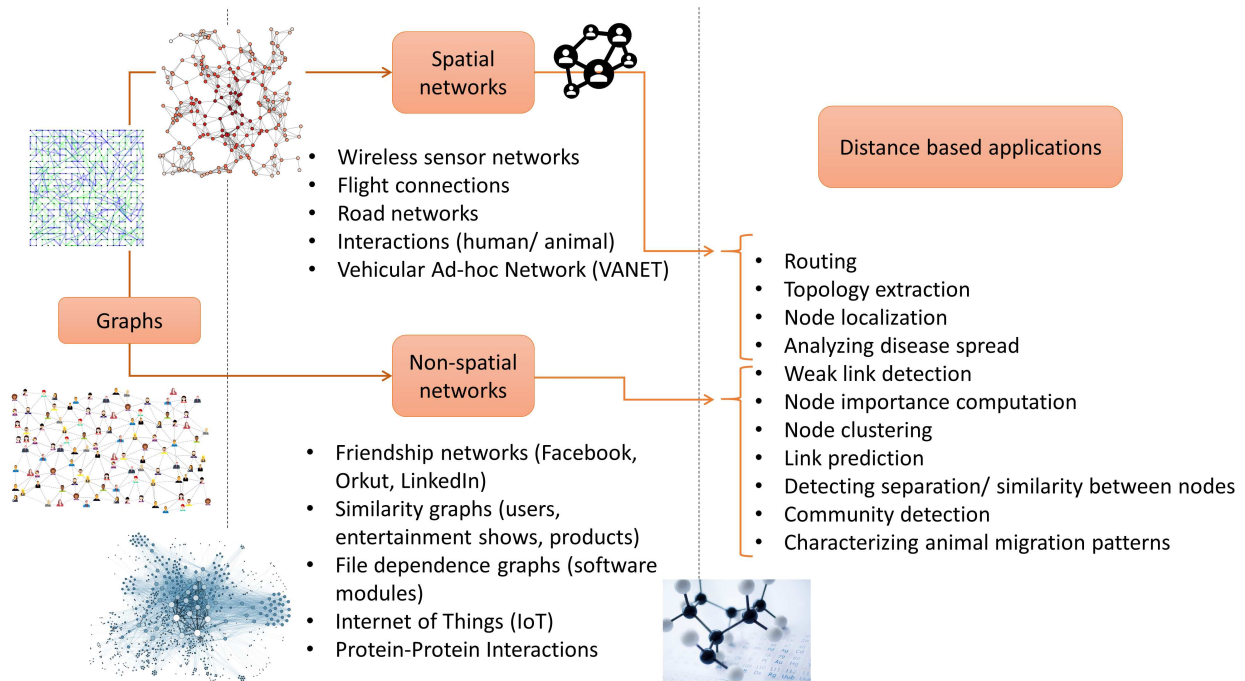 Spatial
networks
• Wireless sensor networks
• Flight connections
• Road networks
• Interactions (human/ animal)
• Vehicular Ad-hoc Network (VANET)
Graphs
Non-spatial
networks
• Friendship networks (Facebook,
Orkut, LinkedIn)
• Similarity graphs (users,
entertainment shows, products)
• File dependence graphs (software
modules)
• Internet of Things (IoT)
• Protein-Protein Interactions
Distance based applications
• Routing
• Topology extraction
• Node localization
• Analyzing disease spread
• Weak link detection
• Node importance computation
• Node clustering
• Link prediction
• Detecting separation/ similarity between nodes
• Community detection
• Characterizing animal migration patterns